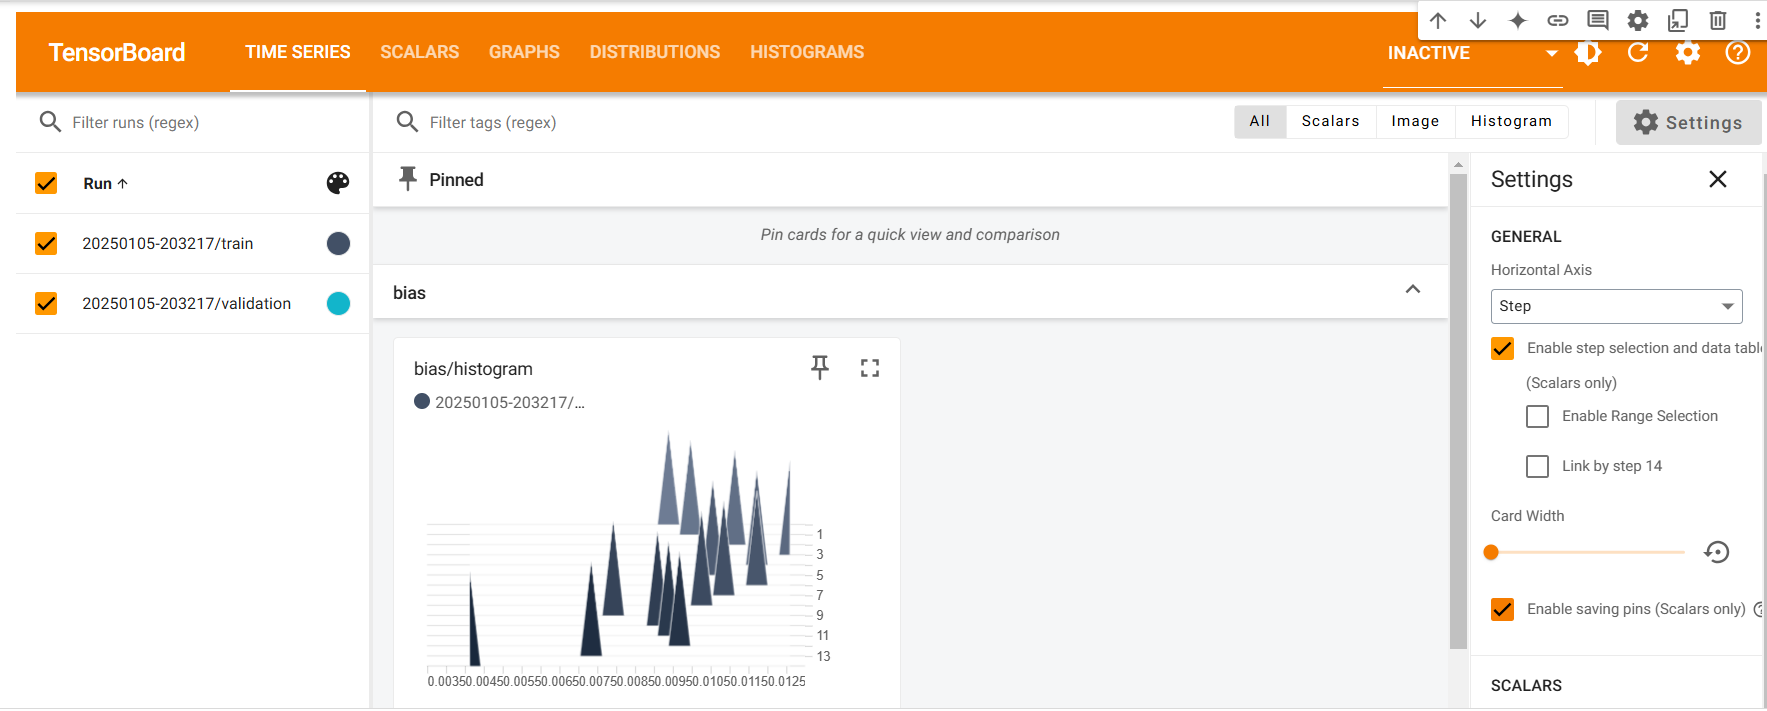 TensorBoard
TIME SERIES SCALARS GRAPHS DISTRIBUTIONS HISTOGRAMS
INACTIVE
Filter runs (regex)
Run
20250105-203217/train
20250105-203217/validation
Filter tags (regex)
All Scalars Image Histogram
Settings
Pinned
Pin cards for a quick view and comparison
bias
bias/histogram
20250105-203217/...
1
3
5
7
9
11
13
0.00350.00450.00550.00650.00750.00850.00950.01050.01150.0125
Settings
GENERAL
Horizontal Axis
Step
Enable step selection and data table
(Scalars only)
Enable Range Selection
Link by step 14
Card Width
Enable saving pins (Scalars only)
SCALARS